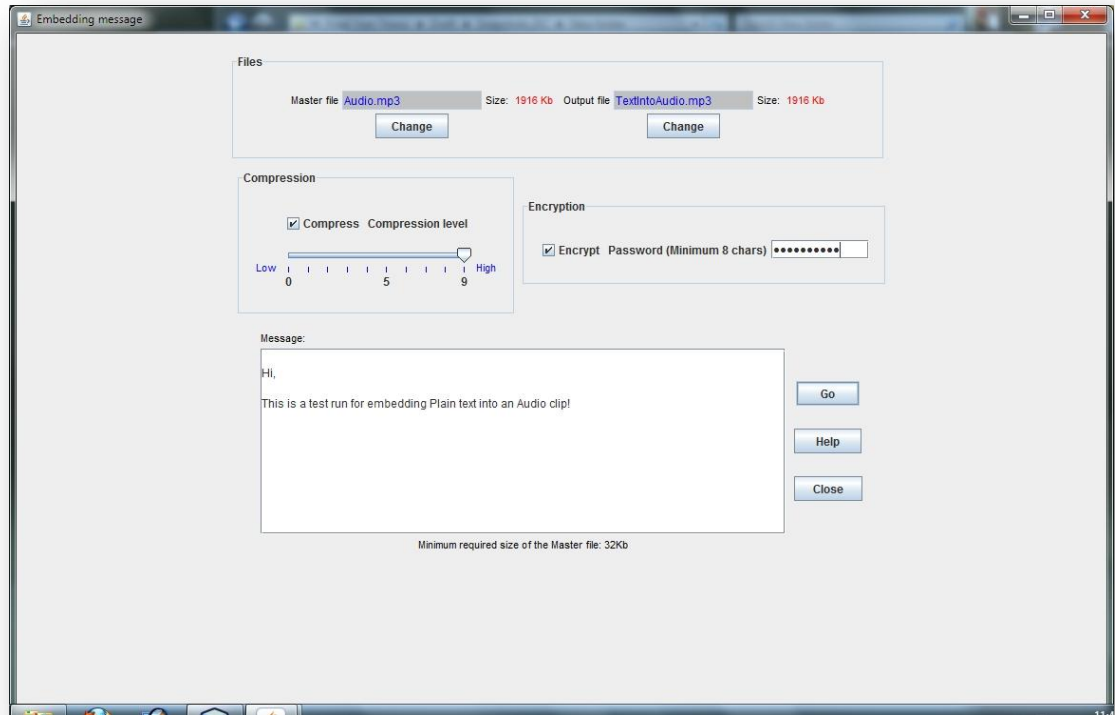 Embedding message
Files
Master file Audio.mp3 Size: 1916 Kb Output file TextIntoAudio.mp3 Size: 1916 Kb
Change Change
Compression
Compress Compression level
Low High
0 5 9
Encryption
Encrypt Password (Minimum 8 chars) ••••••••••
Message:
Hi,
This is a test run for embedding Plain text into an Audio clip!
Go
Help
Close
Minimum required size of the Master file: 32Kb